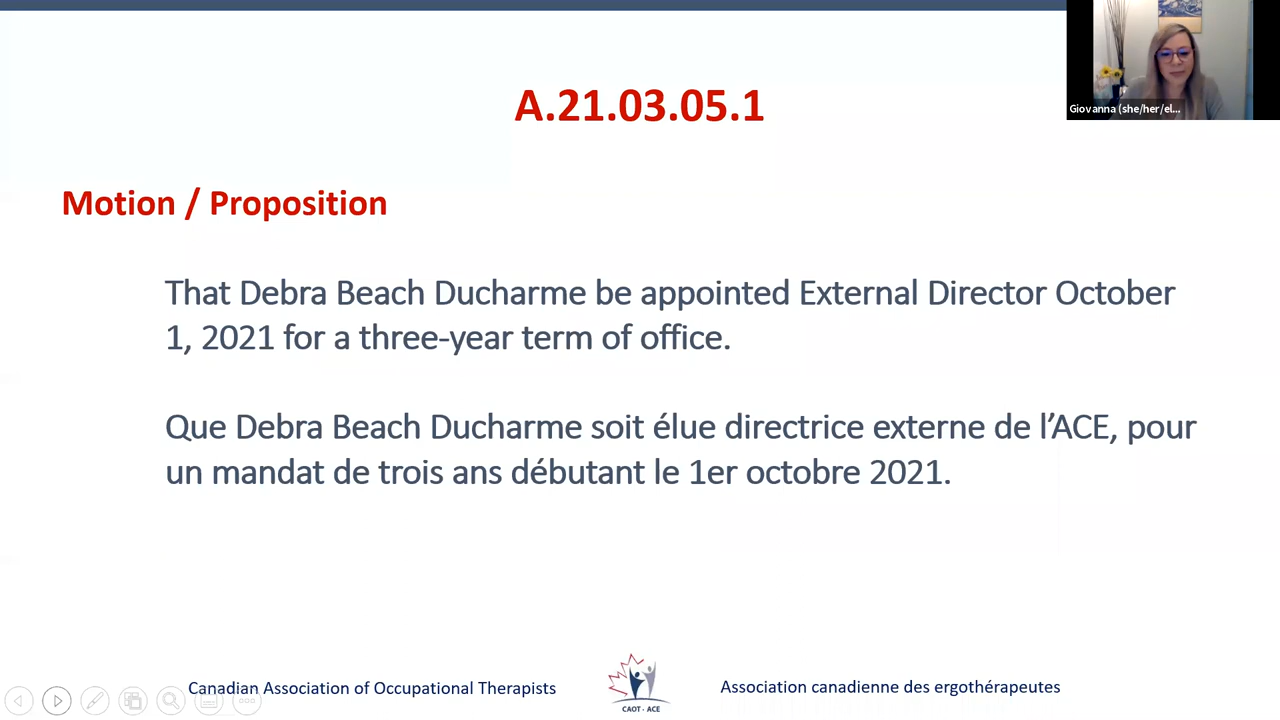 A.21.03.05.1
Giovanna (she/her/el...
Motion / Proposition
That Debra Beach Ducharme be appointed External Director October
1, 2021 for a three-year term of office.
Que Debra Beach Ducharme soit élue directrice externe de l’ACE, pour
un mandat de trois ans débutant le 1er octobre 2021.
Canadian Association of Occupational Therapists
CAOT - ACE
Association canadienne des ergothérapeutes